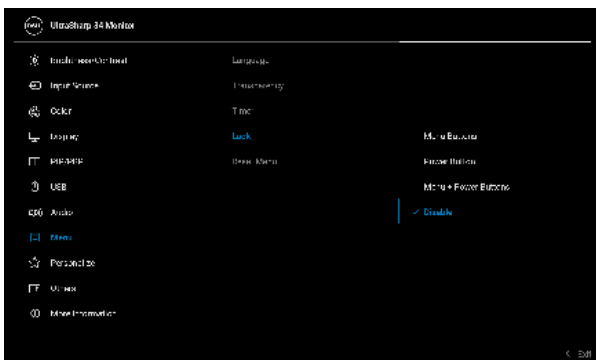 DELL UltraSharp 34 Monitor
Brightness/Contrast
Input Source
Color
Display
PIP/PBP
USB
Audio
Menu
Personalize
Others
More Information
Language
Transparency
Timer
Lock
Reset Menu
Menu Buttons
Power Button
Menu + Power Buttons
Disable
Exit